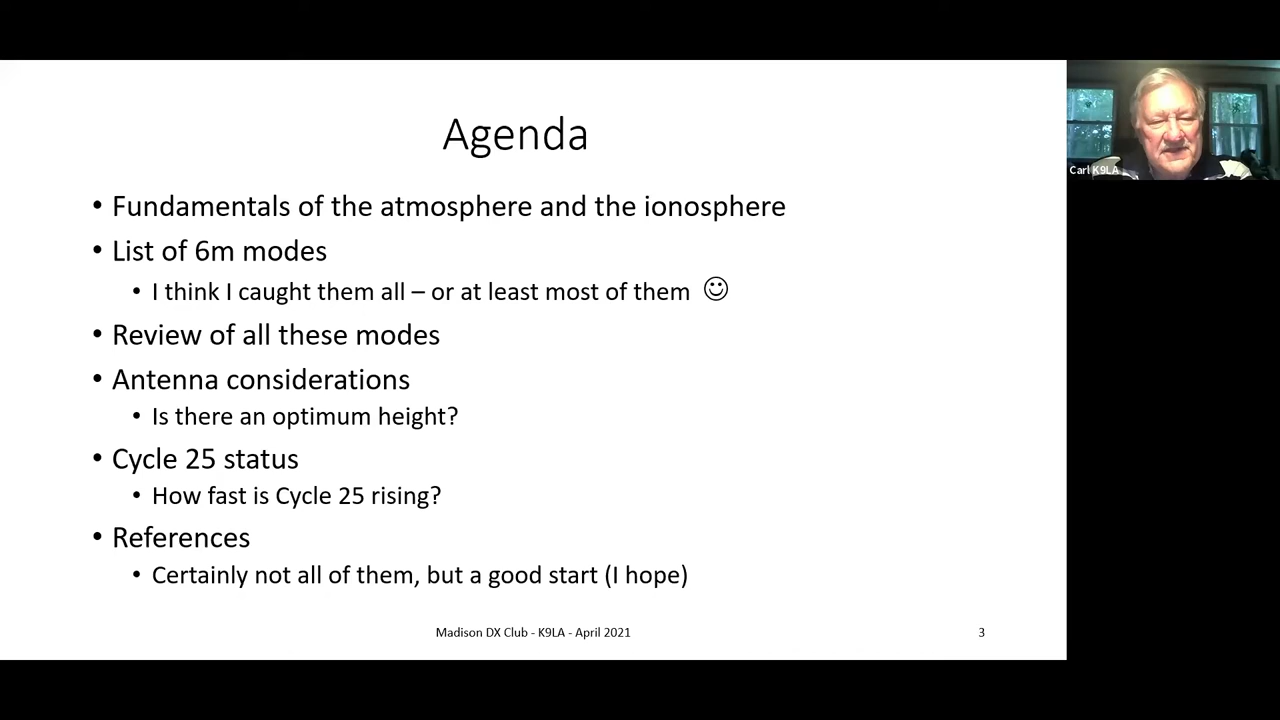 Agenda
• Fundamentals of the atmosphere and the ionosphere
• List of 6m modes
• I think I caught them all – or at least most of them ☺
• Review of all these modes
• Antenna considerations
• Is there an optimum height?
• Cycle 25 status
• How fast is Cycle 25 rising?
• References
• Certainly not all of them, but a good start (I hope)
Madison DX Club - K9LA - April 2021
3
Carl K9LA